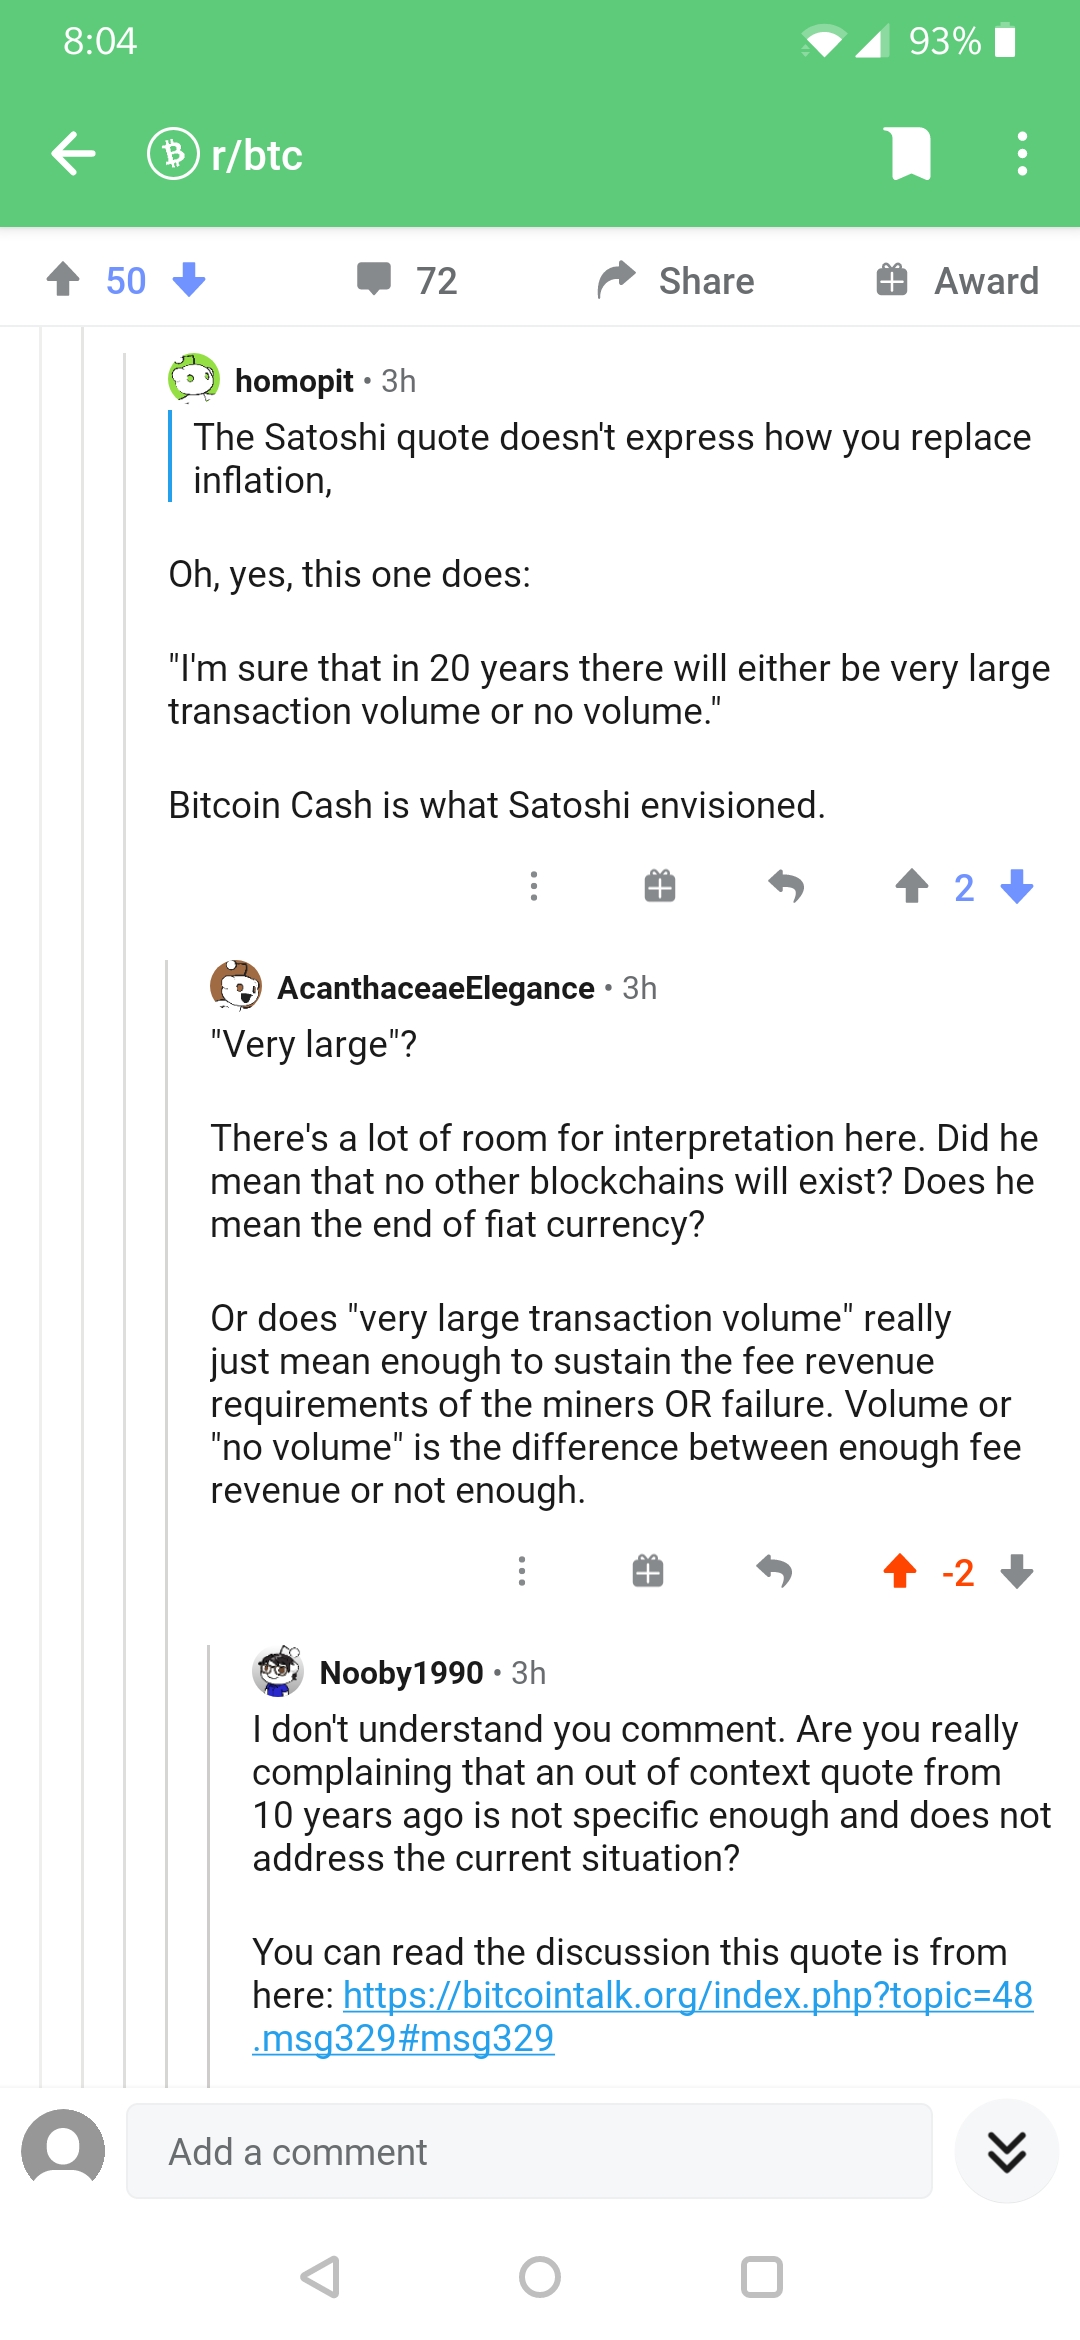 8:04
93%
r/btc
50
72
Share
Award
homopit • 3h
The Satoshi quote doesn't express how you replace
inflation,
Oh, yes, this one does:
"I'm sure that in 20 years there will either be very large
transaction volume or no volume."
Bitcoin Cash is what Satoshi envisioned.
2
AcanthaceaeElegance • 3h
"Very large"?
There's a lot of room for interpretation here. Did he
mean that no other blockchains will exist? Does he
mean the end of fiat currency?
Or does "very large transaction volume" really
just mean enough to sustain the fee revenue
requirements of the miners OR failure. Volume or
"no volume" is the difference between enough fee
revenue or not enough.
-2
Nooby1990 • 3h
I don't understand you comment. Are you really
complaining that an out of context quote from
10 years ago is not specific enough and does not
address the current situation?
You can read the discussion this quote is from
here: https://bitcointalk.org/index.php?topic=48
.msg329#msg329
Add a comment